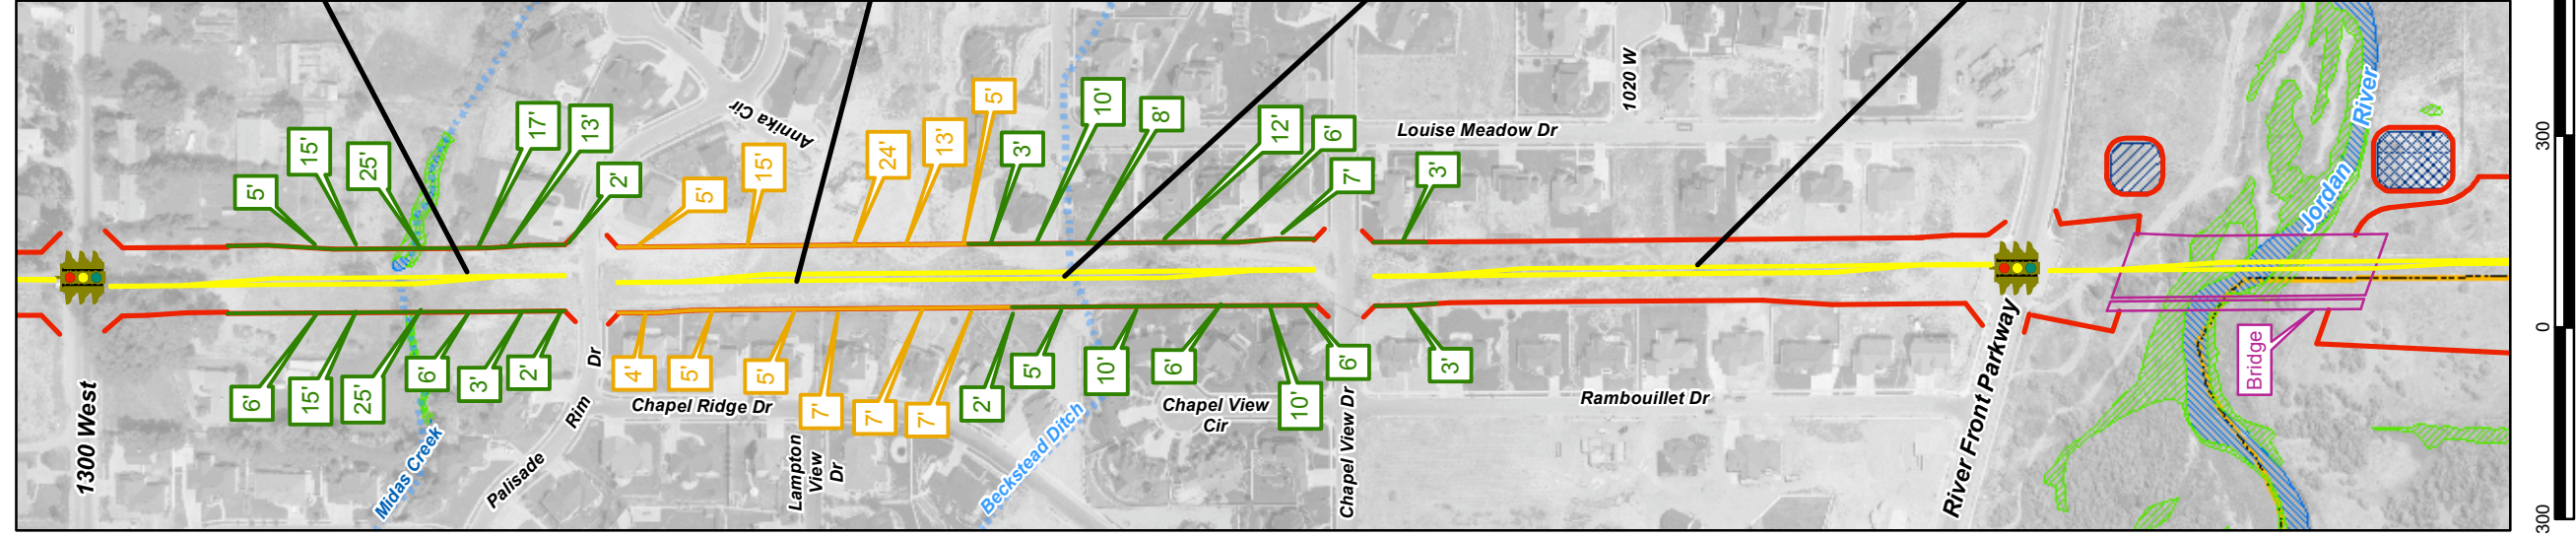 5'
15'
25'
17'
13'
2'
5'
15'
24'
13'
5'
3'
10'
8'
12'
6'
7'
3'
Annika Cir
Louise Meadow Dr
1020 W
Jordan
River
300
0
300
6'
15'
25'
6'
3'
2'
4'
5'
5'
7'
7'
7'
2'
5'
10'
6'
10'
6'
3'
Bridge
1300 West
Midas Creek
Palisade
Rim
Dr
Chapel Ridge Dr
Lampton
View
Dr
Beckstead Ditch
Chapel View
Cir
Chapel View Dr
Rambouillet Dr
River Front Parkway